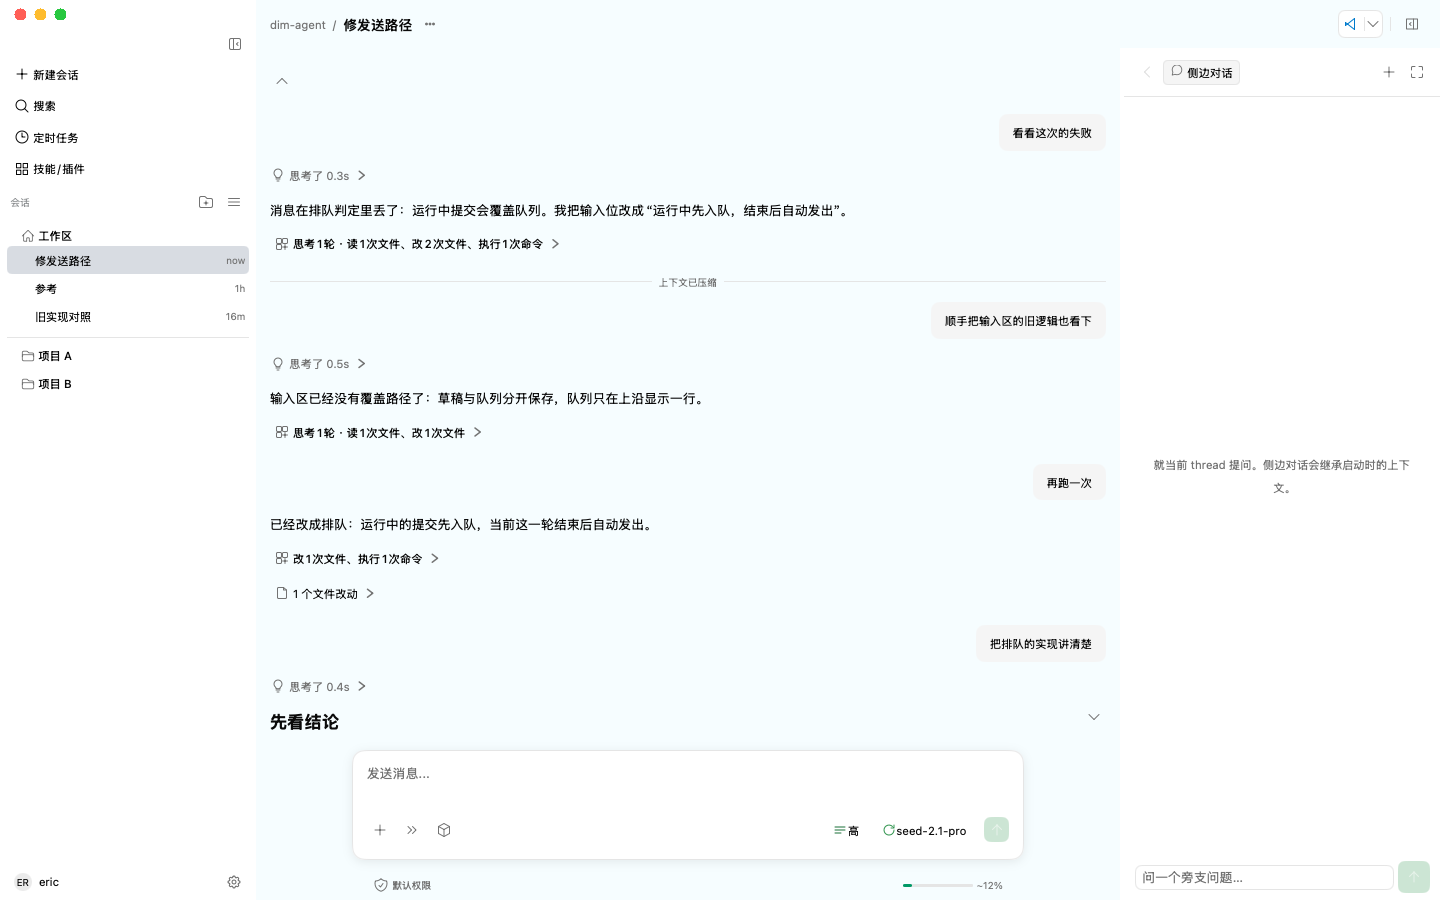 新建会话
搜索
定时任务
技能/插件
会话
工作区
修发送路径 now
参考 1h
旧实现对照 16m
项目 A
项目 B
ER eric
dim-agent / 修发送路径 ···
看看这次的失败
思考了 0.3s
消息在排队判定里丢了：运行中提交会覆盖队列。我把输入位改成“运行中先入队，结束后自动发出”。
思考1轮 · 读1次文件、改2次文件、执行1次命令
上下文已压缩
顺手把输入区的旧逻辑也看下
思考了 0.5s
输入区已经没有覆盖路径了：草稿与队列分开保存，队列只在上沿显示一行。
思考1轮 · 读1次文件、改1次文件
再跑一次
已经改成排队：运行中的提交先入队，当前这一轮结束后自动发出。
改1次文件、执行1次命令
1 个文件改动
把排队的实现讲清楚
思考了 0.4s
先看结论
发送消息...
高 seed-2.1-pro
默认权限 ~12%
侧边对话
就当前 thread 提问。侧边对话会继承启动时的上下
文。
问一个旁支问题...